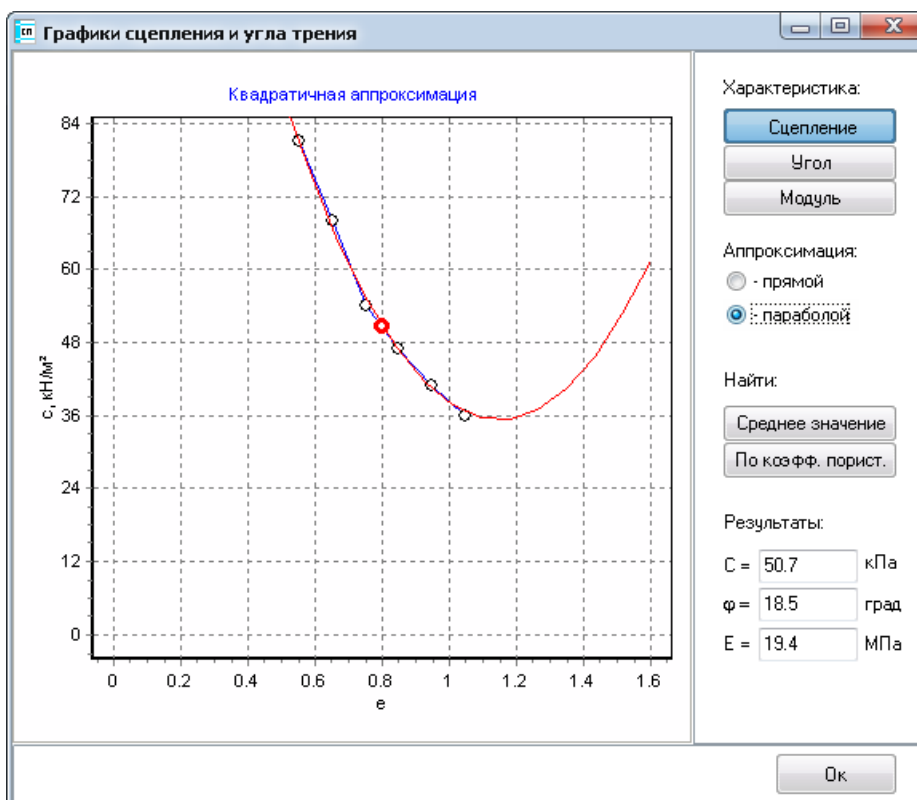 сп Графики сцепления и угла трения
Квадратичная аппроксимация
84
72
60
48
36
24
12
0
с, кН/м²
0 0.2 0.4 0.6 0.8 1 1.2 1.4 1.6
е
Характеристика:
Сцепление
Угол
Модуль
Аппроксимация:
- прямой
- параболой
Найти:
Среднее значение
По коэфф. порист.
Результаты:
C = 50.7 кПа
φ = 18.5 град
E = 19.4 МПа
Ок